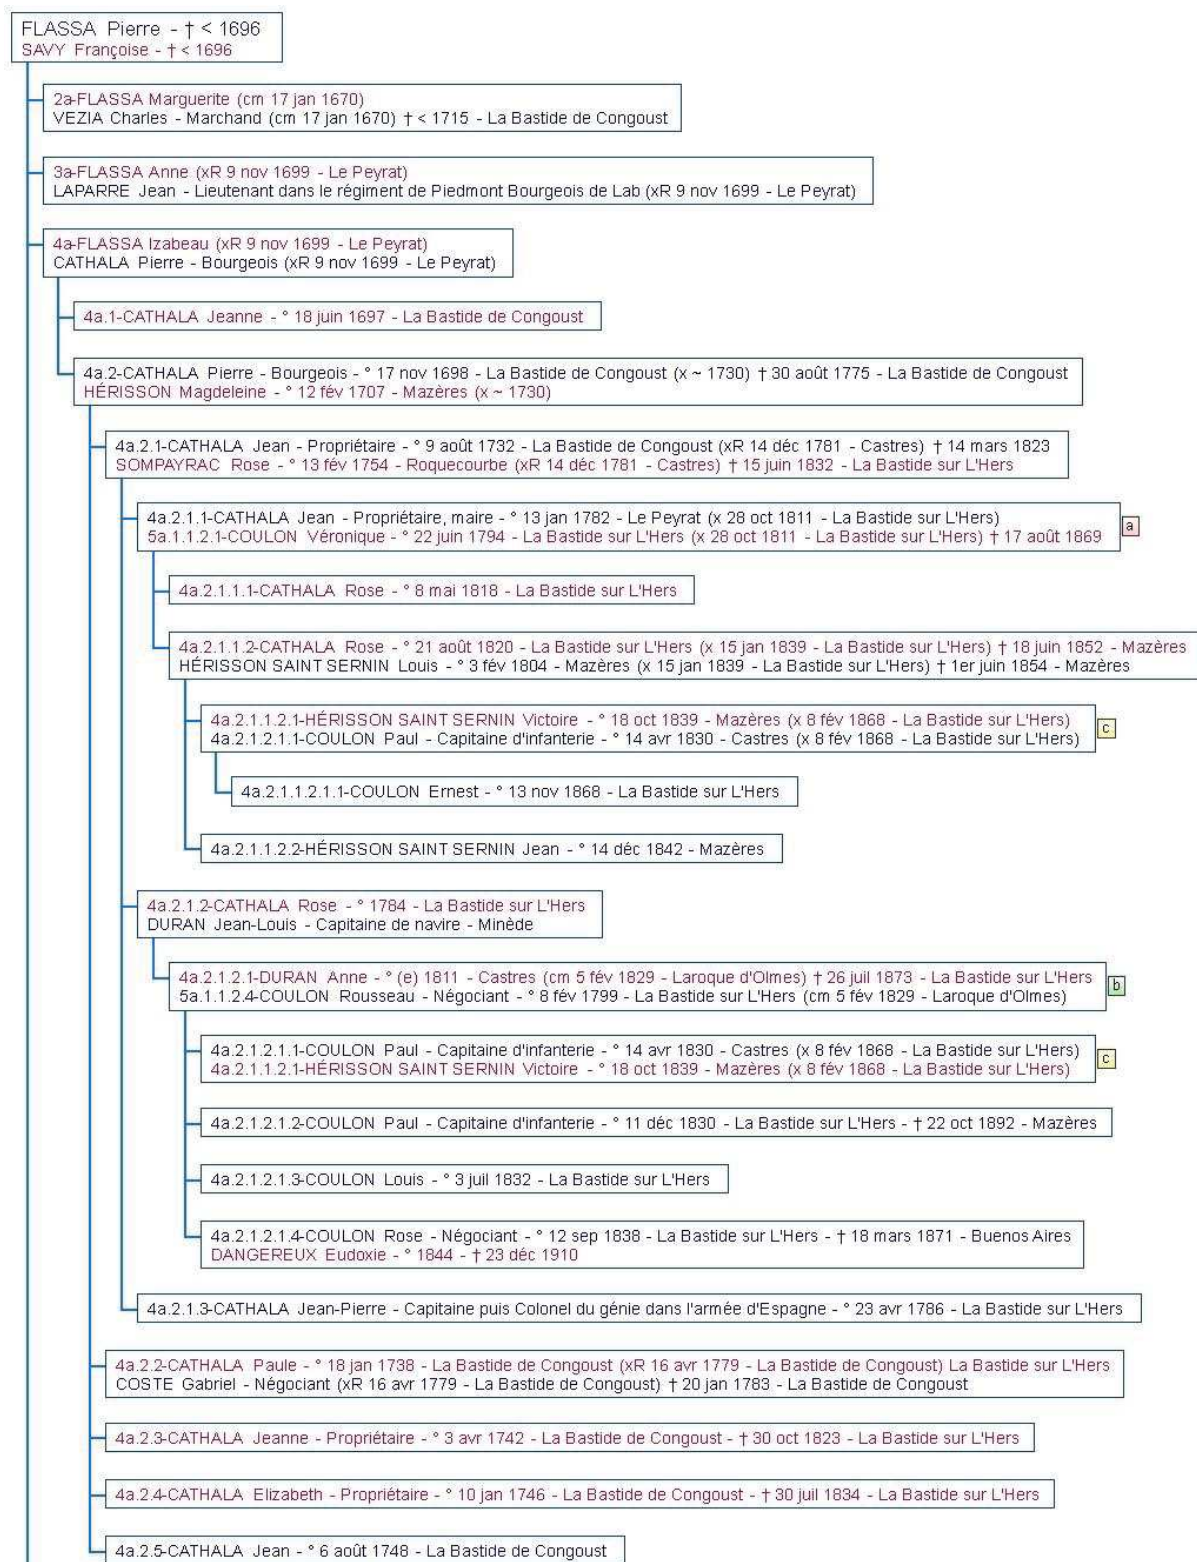 FLASSA Pierre - † < 1696
SAVY Françoise - † < 1696
2a-FLASSA Marguerite (cm 17 jan 1670)
VEZIA Charles - Marchand (cm 17 jan 1670) † < 1715 - La Bastide de Congoust
3a-FLASSA Anne (xR 9 nov 1699 - Le Peyrat)
LAPARRE Jean - Lieutenant dans le régiment de Piedmont Bourgeois de Lab (xR 9 nov 1699 - Le Peyrat)
4a-FLASSA Izabeau (xR 9 nov 1699 - Le Peyrat)
CATHALA Pierre - Bourgeois (xR 9 nov 1699 - Le Peyrat)
4a.1-CATHALA Jeanne - ° 18 juin 1697 - La Bastide de Congoust
4a.2-CATHALA Pierre - Bourgeois - ° 17 nov 1698 - La Bastide de Congoust (x ~ 1730) † 30 août 1775 - La Bastide de Congoust
HÉRISSON Magdeleine - ° 12 fév 1707 - Mazères (x ~ 1730)
4a.2.1-CATHALA Jean - Propriétaire - ° 9 août 1732 - La Bastide de Congoust (xR 14 déc 1781 - Castres) † 14 mars 1823
SOMPAYRAC Rose - ° 13 fév 1754 - Roquecourbe (xR 14 déc 1781 - Castres) † 15 juin 1832 - La Bastide sur L'Hers
4a.2.1.1-CATHALA Jean - Propriétaire, maire - ° 13 jan 1782 - Le Peyrat (x 28 oct 1811 - La Bastide sur L'Hers)
5a.1.1.2.1-COULON Véronique - ° 22 juin 1794 - La Bastide sur L'Hers (x 28 oct 1811 - La Bastide sur L'Hers) † 17 août 1869
a
4a.2.1.1.1-CATHALA Rose - ° 8 mai 1818 - La Bastide sur L'Hers
4a.2.1.1.2-CATHALA Rose - ° 21 août 1820 - La Bastide sur L'Hers (x 15 jan 1839 - La Bastide sur L'Hers) † 18 juin 1852 - Mazères
HÉRISSON SAINT SERNIN Louis - ° 3 fév 1804 - Mazères (x 15 jan 1839 - La Bastide sur L'Hers) † 1er juin 1854 - Mazères
4a.2.1.1.2.1-HÉRISSON SAINT SERNIN Victoire - ° 18 oct 1839 - Mazères (x 8 fév 1868 - La Bastide sur L'Hers)
4a.2.1.2.1.1-COULON Paul - Capitaine d'infanterie - ° 14 avr 1830 - Castres (x 8 fév 1868 - La Bastide sur L'Hers)
c
4a.2.1.1.2.1.1-COULON Ernest - ° 13 nov 1868 - La Bastide sur L'Hers
4a.2.1.1.2.2-HÉRISSON SAINT SERNIN Jean - ° 14 déc 1842 - Mazères
4a.2.1.2-CATHALA Rose - ° 1784 - La Bastide sur L'Hers
DURAN Jean-Louis - Capitaine de navire - Minède
4a.2.1.2.1-DURAN Anne - ° (e) 1811 - Castres (cm 5 fév 1829 - Laroque d'Olmes) † 26 juil 1873 - La Bastide sur L'Hers
5a.1.1.2.4-COULON Rousseau - Négociant - ° 8 fév 1799 - La Bastide sur L'Hers (cm 5 fév 1829 - Laroque d'Olmes)
b
4a.2.1.2.1.1-COULON Paul - Capitaine d'infanterie - ° 14 avr 1830 - Castres (x 8 fév 1868 - La Bastide sur L'Hers)
4a.2.1.1.2.1-HÉRISSON SAINT SERNIN Victoire - ° 18 oct 1839 - Mazères (x 8 fév 1868 - La Bastide sur L'Hers)
c
4a.2.1.2.1.2-COULON Paul - Capitaine d'infanterie - ° 11 déc 1830 - La Bastide sur L'Hers - † 22 oct 1892 - Mazères
4a.2.1.2.1.3-COULON Louis - ° 3 juil 1832 - La Bastide sur L'Hers
4a.2.1.2.1.4-COULON Rose - Négociant - ° 12 sep 1838 - La Bastide sur L'Hers - † 18 mars 1871 - Buenos Aires
DANGEREUX Eudoxie - ° 1844 - † 23 déc 1910
4a.2.1.3-CATHALA Jean-Pierre - Capitaine puis Colonel du génie dans l'armée d'Espagne - ° 23 avr 1786 - La Bastide sur L'Hers
4a.2.2-CATHALA Paule - ° 18 jan 1738 - La Bastide de Congoust (xR 16 avr 1779 - La Bastide de Congoust) La Bastide sur L'Hers
COSTE Gabriel - Négociant (xR 16 avr 1779 - La Bastide de Congoust) † 20 jan 1783 - La Bastide de Congoust
4a.2.3-CATHALA Jeanne - Propriétaire - ° 3 avr 1742 - La Bastide de Congoust - † 30 oct 1823 - La Bastide sur L'Hers
4a.2.4-CATHALA Elizabeth - Propriétaire - ° 10 jan 1746 - La Bastide de Congoust - † 30 juil 1834 - La Bastide sur L'Hers
4a.2.5-CATHALA Jean - ° 6 août 1748 - La Bastide de Congoust